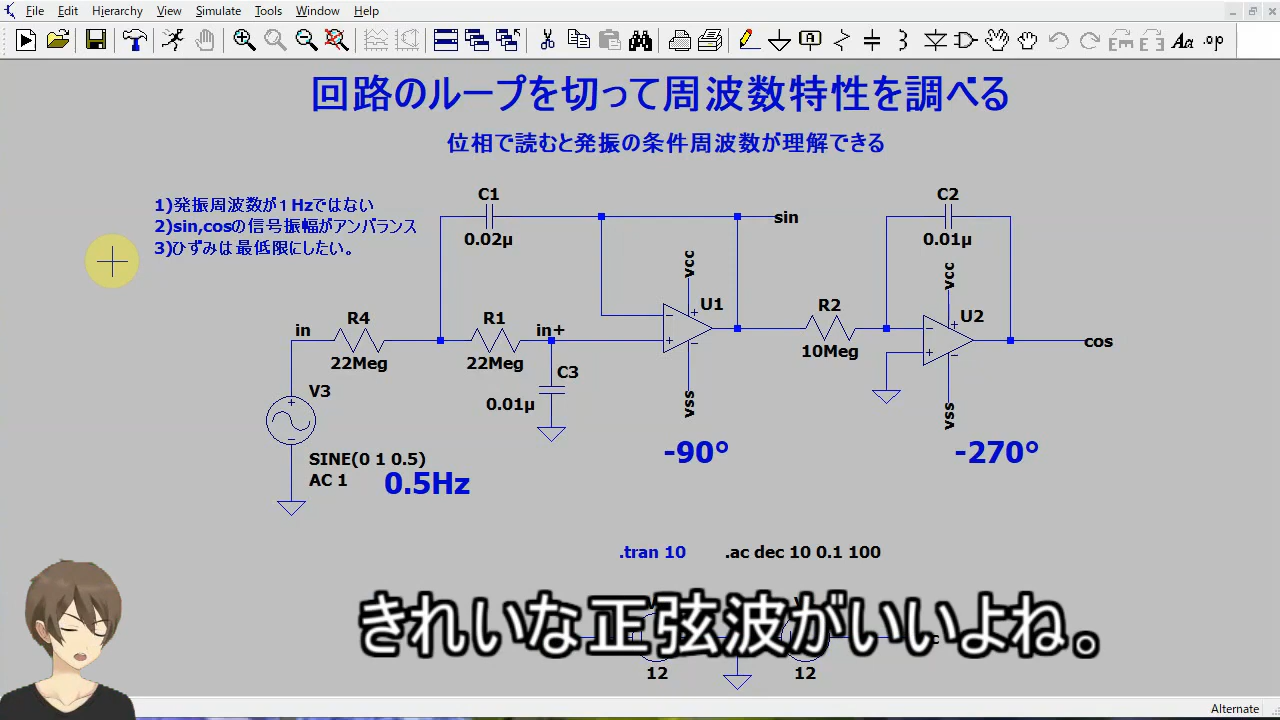 File Edit Hierarchy View Simulate Tools Window Help
回路のループを切って周波数特性を調べる
位相で読むと発振の条件周波数が理解できる
1)発振周波数が１Hzではない
2)sin,cosの信号振幅がアンバランス
3)ひずみは最低限にしたい。
C1
0.02µ
sin
C2
0.01µ
vcc
vcc
U1
U2
in
R4
22Meg
R1
22Meg
in+
R2
10Meg
cos
C3
0.01µ
V3
vss
vss
-90°
-270°
SINE(0 1 0.5)
AC 1
0.5Hz
.tran 10
.ac dec 10 0.1 100
きれいな正弦波がいいよね。
12
12
Alternate